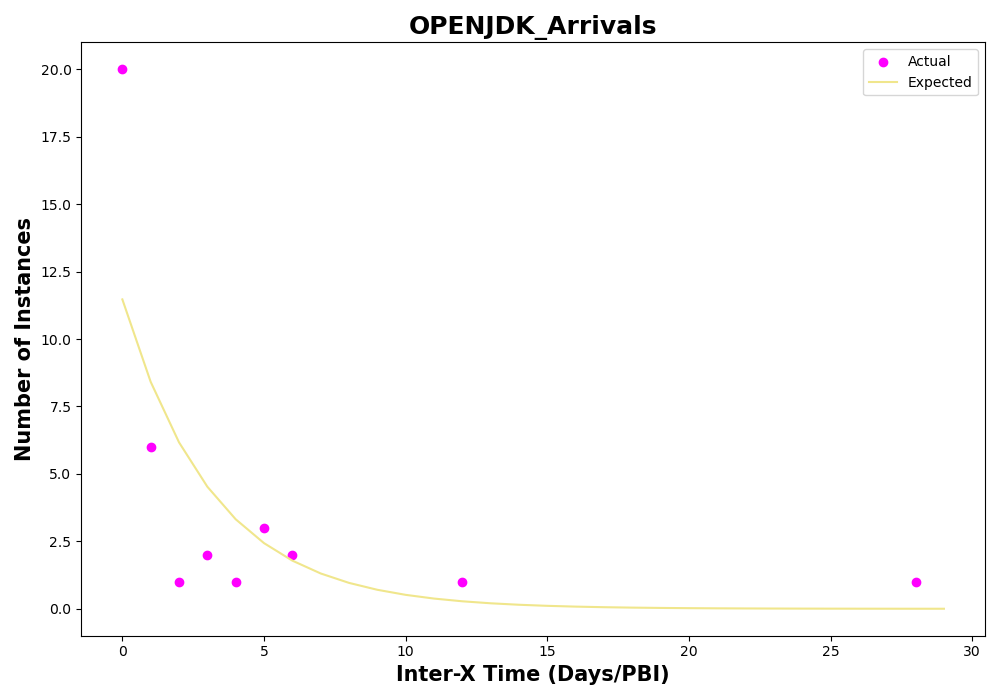 OPENJDK_Arrivals
Actual
Expected
20.0
17.5
15.0
12.5
10.0
7.5
5.0
2.5
0.0
Number of Instances
0 5 10 15 20 25 30
Inter-X Time (Days/PBI)